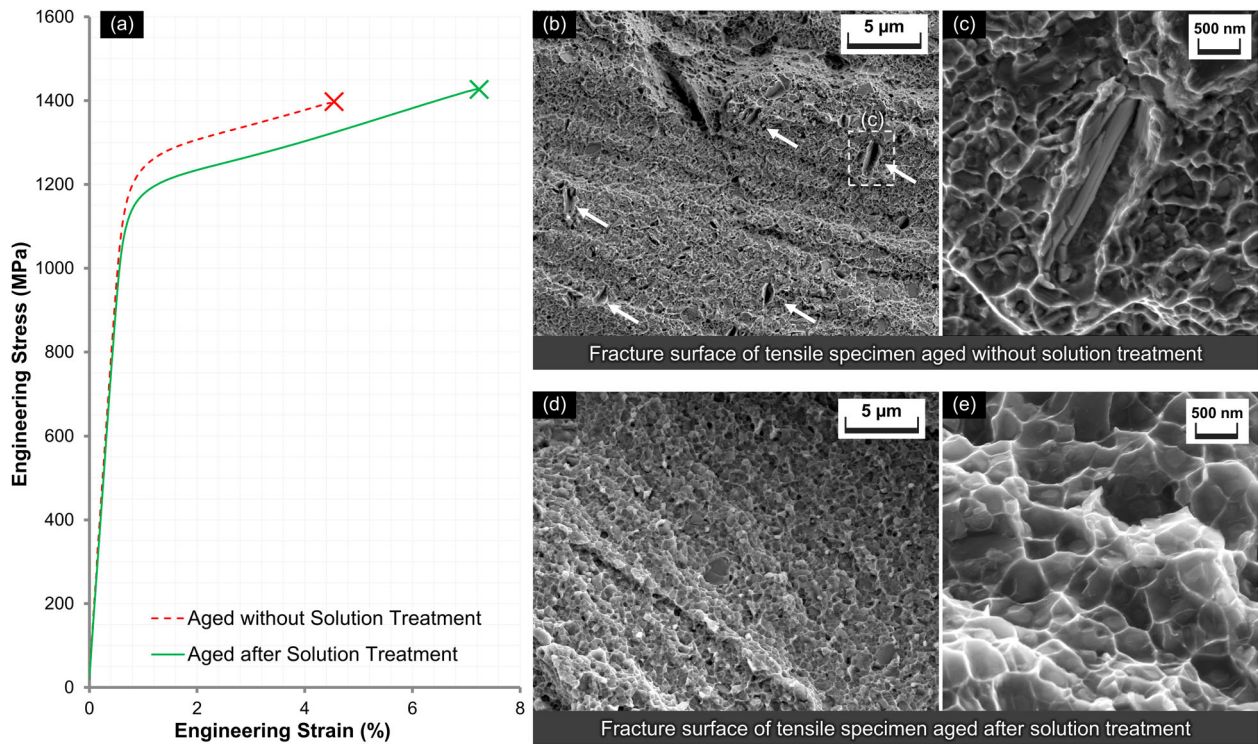 (a)
1600
1400
1200
1000
800
600
400
200
0
Engineering Stress (MPa)
0 2 4 6 8
Engineering Strain (%)
Aged without Solution Treatment
Aged after Solution Treatment
(b)
5 µm
(c)
(c)
500 nm
Fracture surface of tensile specimen aged without solution treatment
(d)
5 µm
(e)
500 nm
Fracture surface of tensile specimen aged after solution treatment